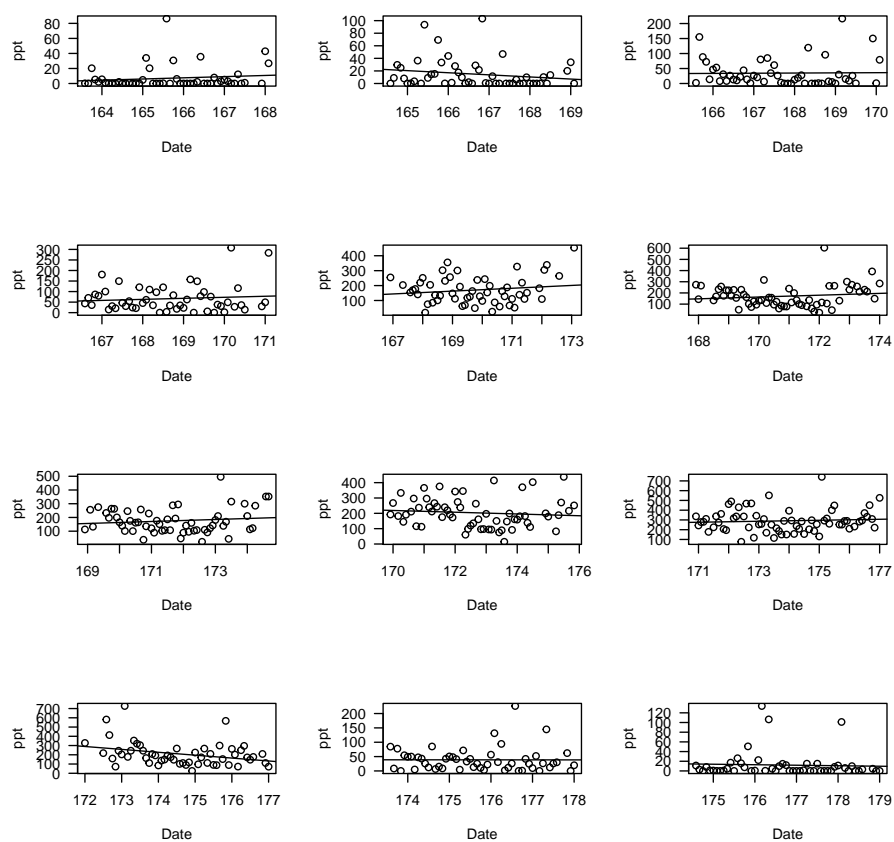 ppt
80
60
40
20
0
164 165 166 167 168
Date
ppt
100
80
60
40
20
0
165 166 167 168 169
Date
ppt
200
150
100
50
0
166 167 168 169 170
Date
ppt
300
250
200
150
100
50
0
167 168 169 170 171
Date
ppt
400
300
200
100
167 169 171 173
Date
ppt
600
500
400
300
200
100
168 170 172 174
Date
ppt
500
400
300
200
100
169 171 173
Date
ppt
400
300
200
100
0
170 172 174 176
Date
ppt
700
600
500
400
300
200
100
171 173 175 177
Date
ppt
700
600
500
400
300
200
100
0
172 173 174 175 176 177
Date
ppt
200
150
100
50
0
174 175 176 177 178
Date
ppt
120
100
80
60
40
20
0
175 176 177 178 179
Date